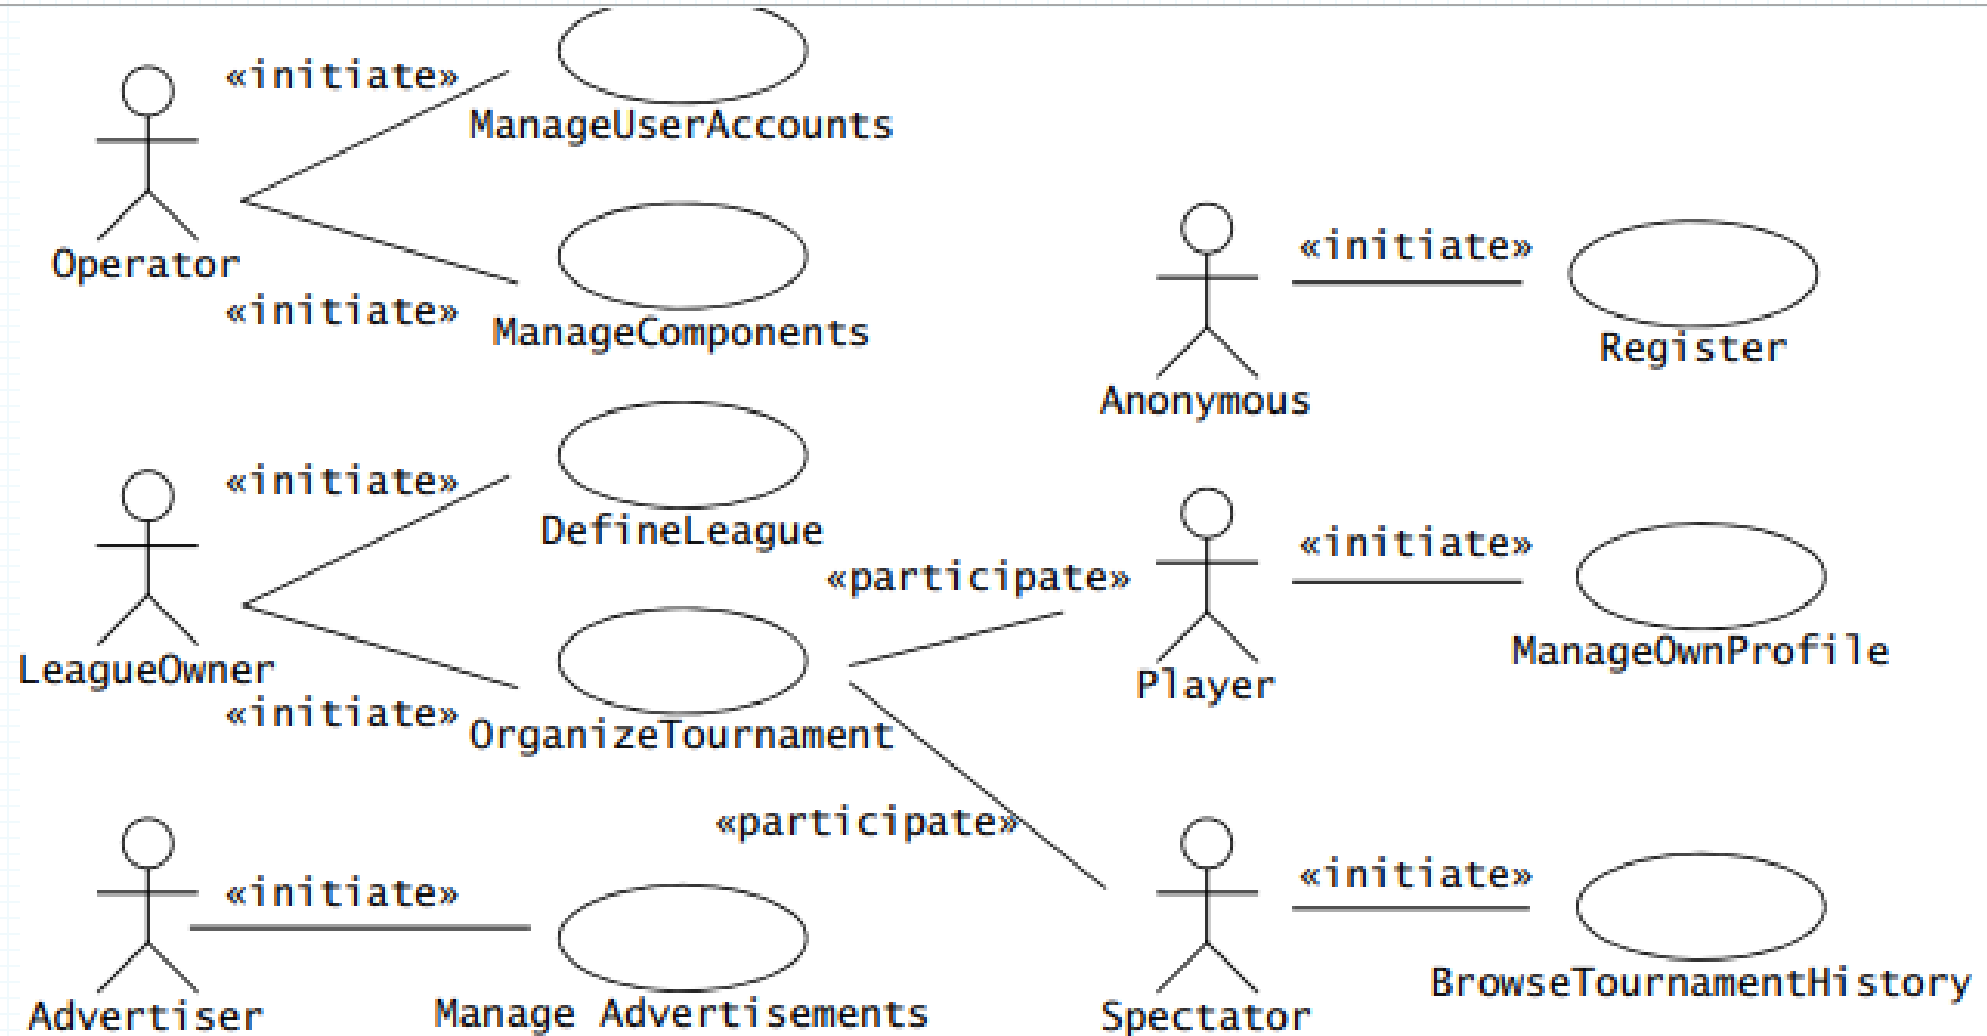 «initiate»
ManageUserAccounts
Operator
«initiate»
ManageComponents
«initiate»
Register
Anonymous
«initiate»
DefineLeague
«participate»
«initiate»
ManageOwnProfile
LeagueOwner
«initiate»
OrganizeTournament
Player
«participate»
«initiate»
Manage Advertisements
Advertiser
«initiate»
BrowseTournamentHistory
Spectator